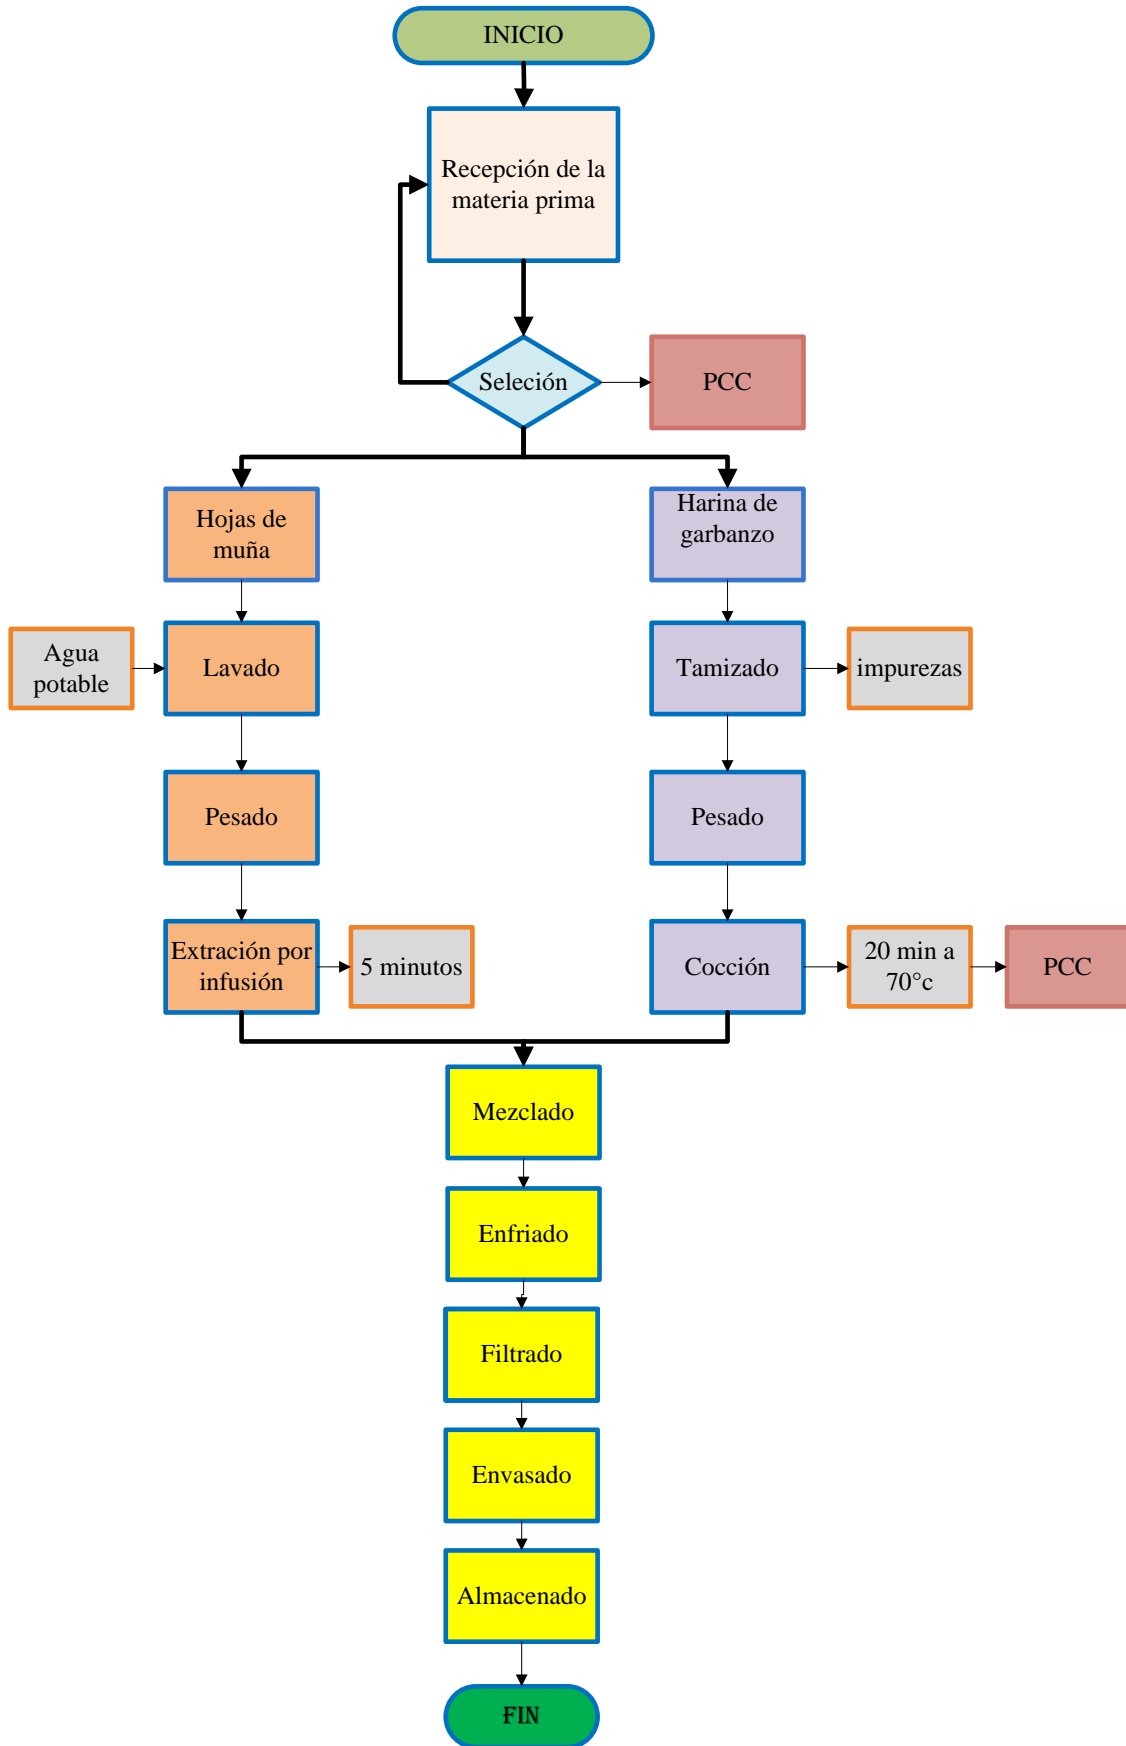 INICIO
Recepción de la
materia prima
Seleción
PCC
Hojas de
muña
Harina de
garbanzo
Agua
potable
Lavado
Tamizado
impurezas
Pesado
Pesado
Extración por
infusión
5 minutos
Cocción
20 min a
70°c
PCC
Mezclado
Enfriado
Filtrado
Envasado
Almacenado
FIN